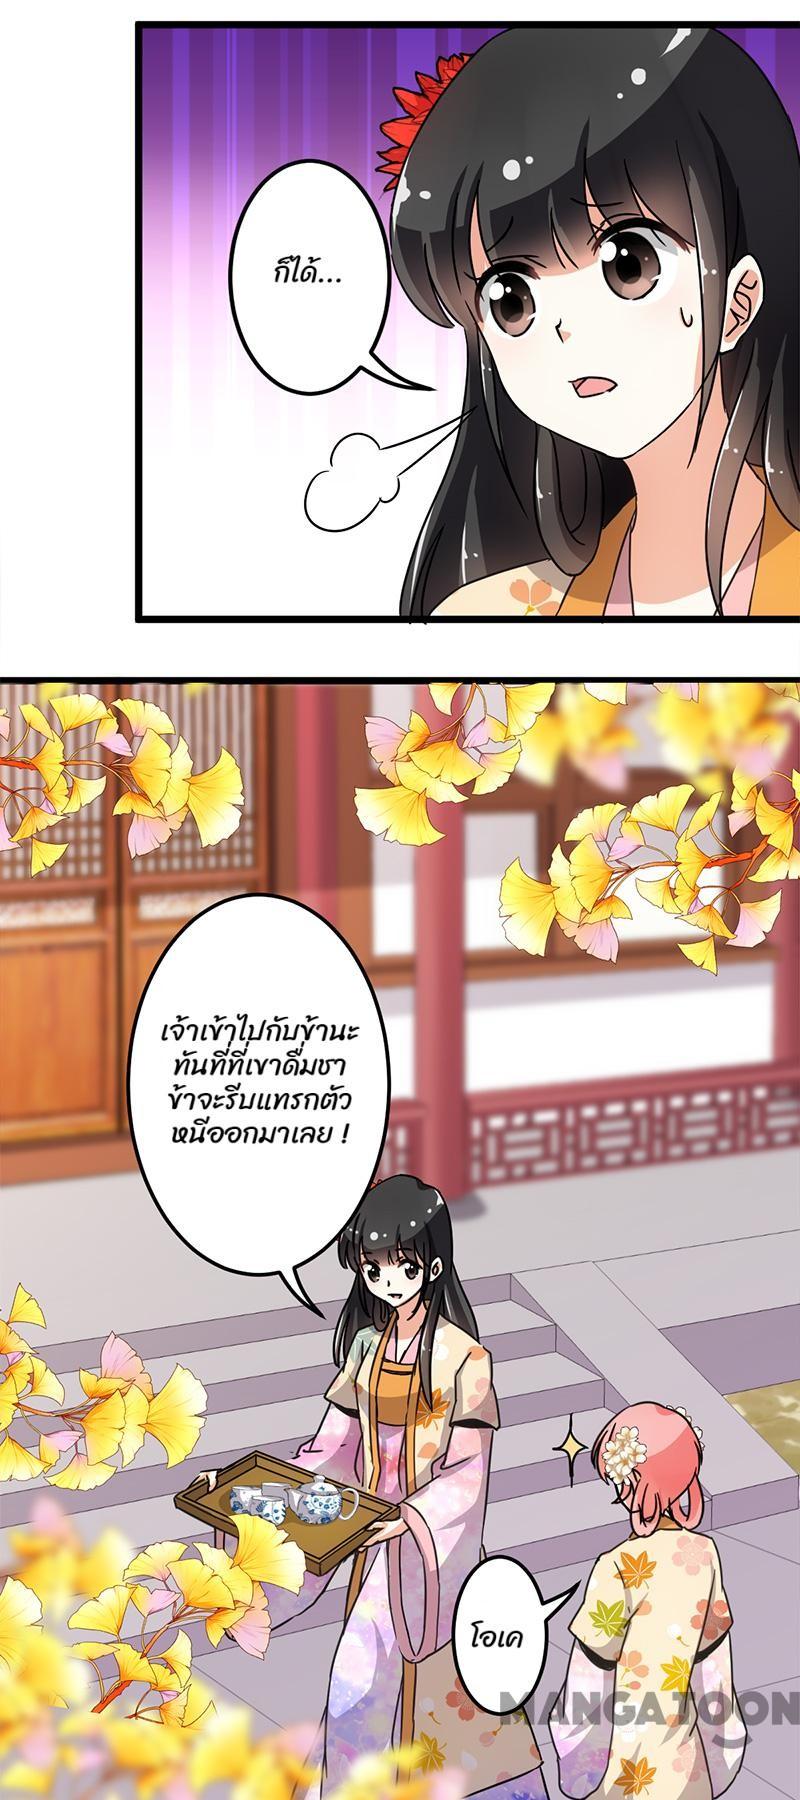 ก็ได้...
เจ้าเข้าไปกับข้านะ
ทันที่ที่เขาดื่มชา
ข้าจะรีบแทรกตัว
หนีออกมาเลย !
โอเค
MANGATOON